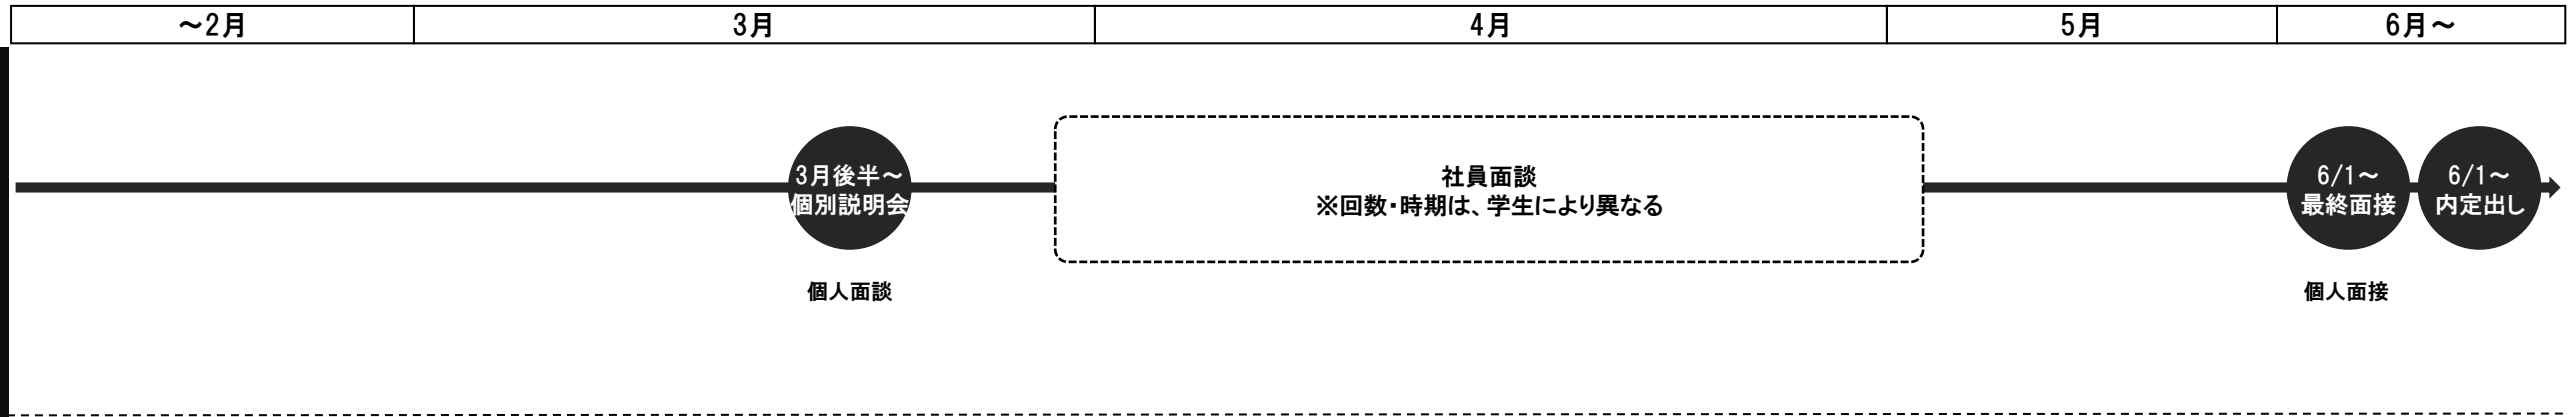 ～2月
3月
4月
5月
6月～
3月後半～
個別説明会
社員面談
※回数・時期は、学生により異なる
6/1～
最終面接
6/1～
内定出し
個人面談
個人面接